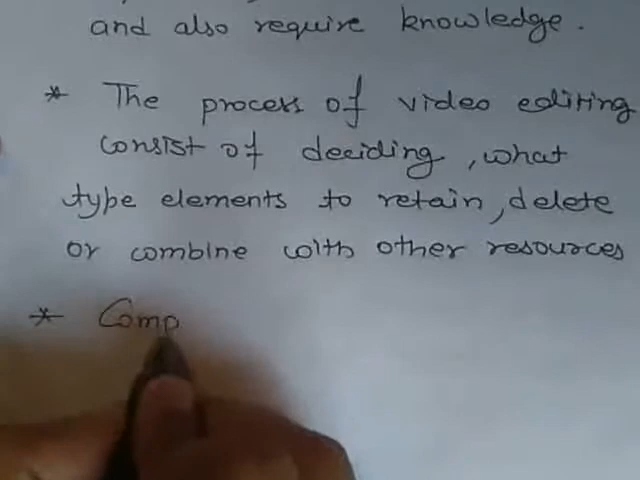 and also require knowledge.
* The process of video editing
consist of deciding, what
type elements to retain, delete
or combine with other resources
* Comp